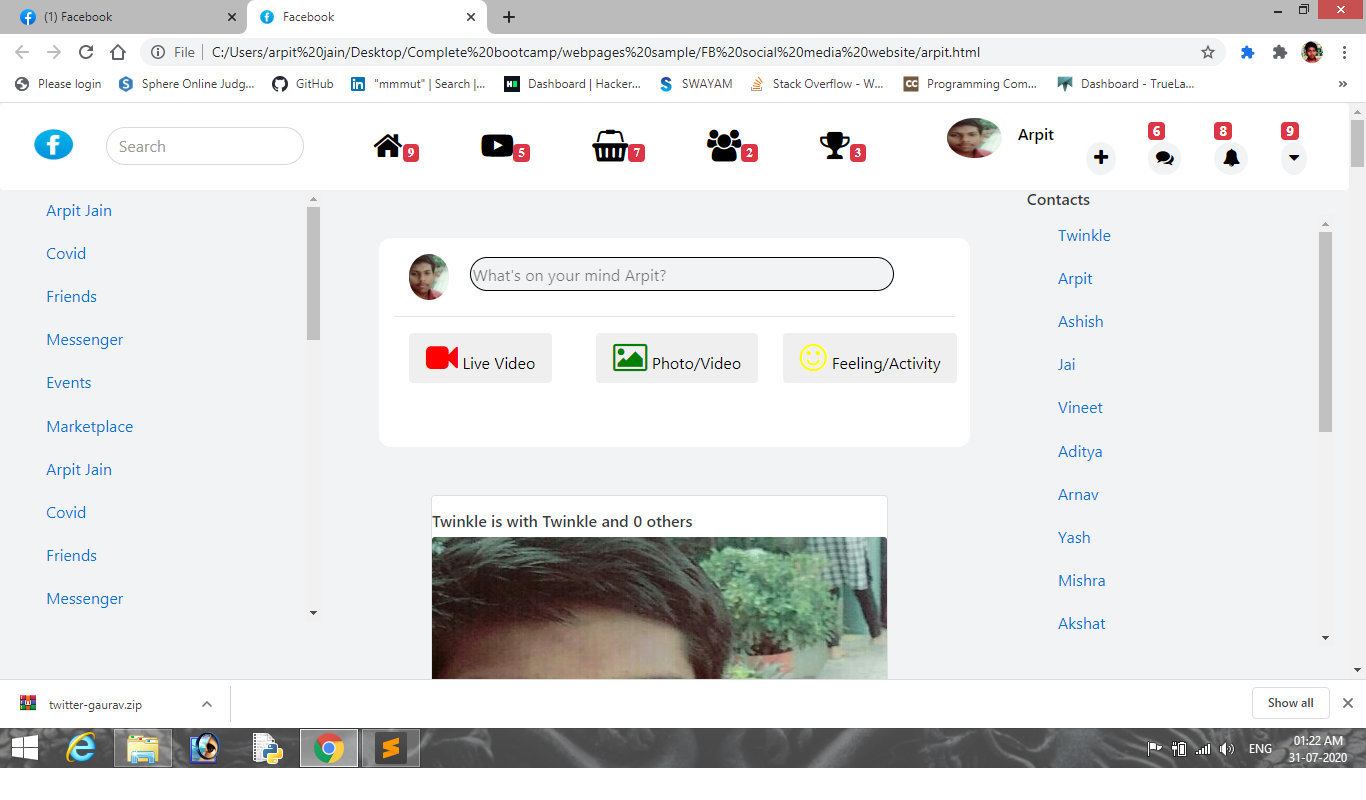 (1) Facebook
Facebook
File
C:/Users/arpit%20jain/Desktop/Complete%20bootcamp/webpages%20sample/FB%20social%20media%20website/arpit.html
Please login
Sphere Online Judg...
GitHub
"mmmut" | Search |...
Dashboard | Hacker...
SWAYAM
Stack Overflow - W...
CC Programming Com...
Dashboard - TrueLa...
»
f Search 9 5 7 2 3 Arpit 6 8 9
Arpit Jain
Covid
Friends
Messenger
Events
Marketplace
Arpit Jain
Covid
Friends
Messenger
What's on your mind Arpit?
Live Video
Photo/Video
Feeling/Activity
Twinkle is with Twinkle and 0 others
Contacts
Twinkle
Arpit
Ashish
Jai
Vineet
Aditya
Arnav
Yash
Mishra
Akshat
twitter-gaurav.zip
Show all
ENG
01:22 AM
31-07-2020